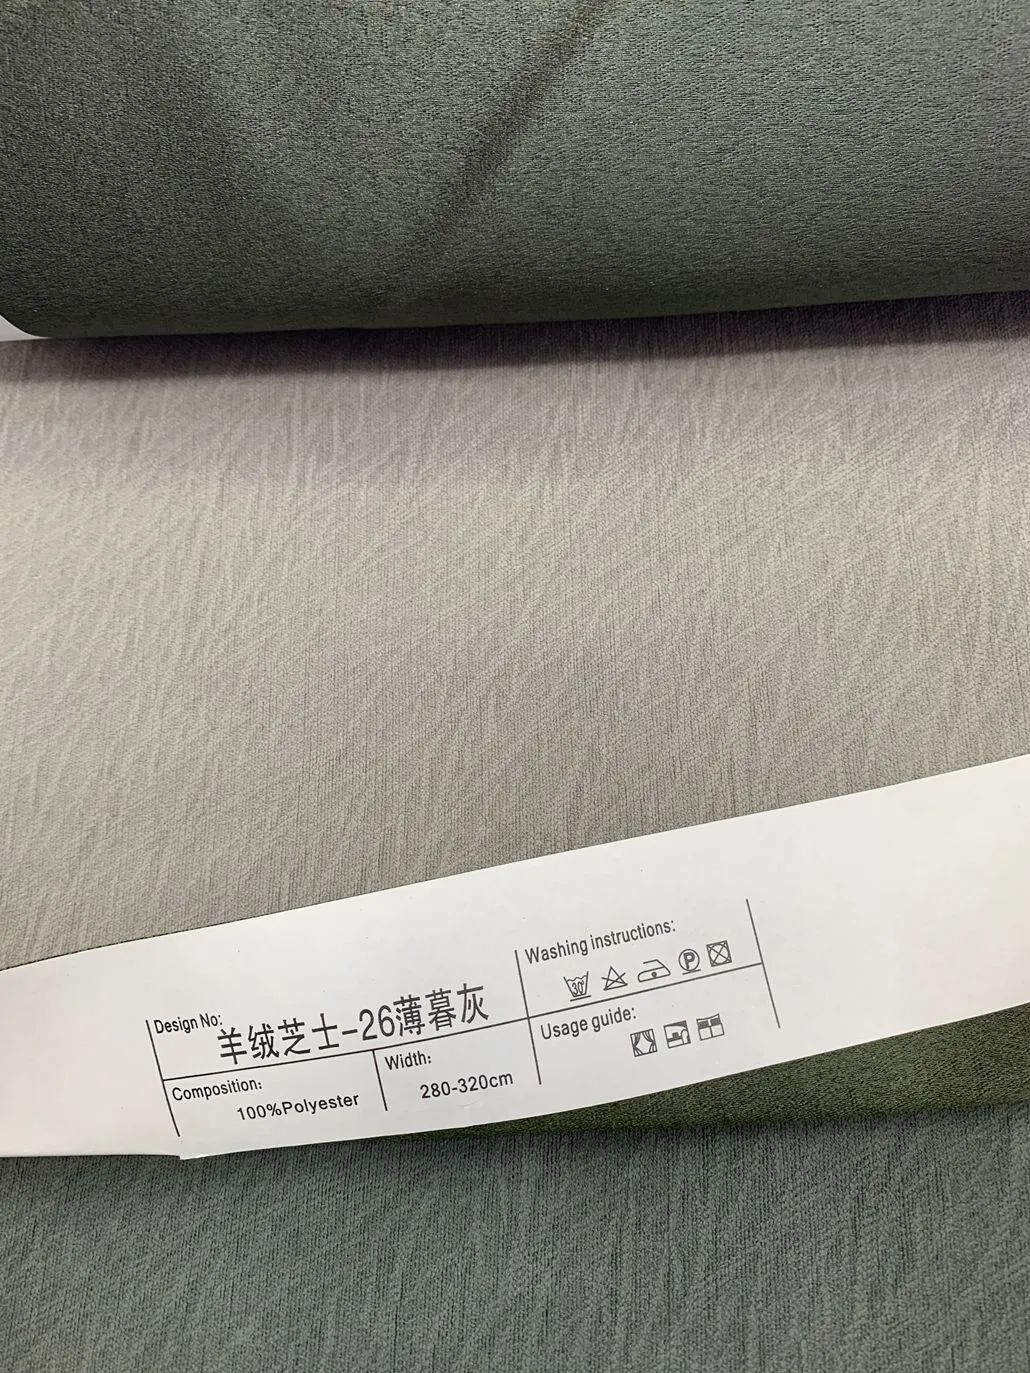 Design No:
羊绒芝士-26薄暮灰
Composition:
100%Polyester
Width:
280-320cm
Washing instructions:
30°
P
Usage guide: